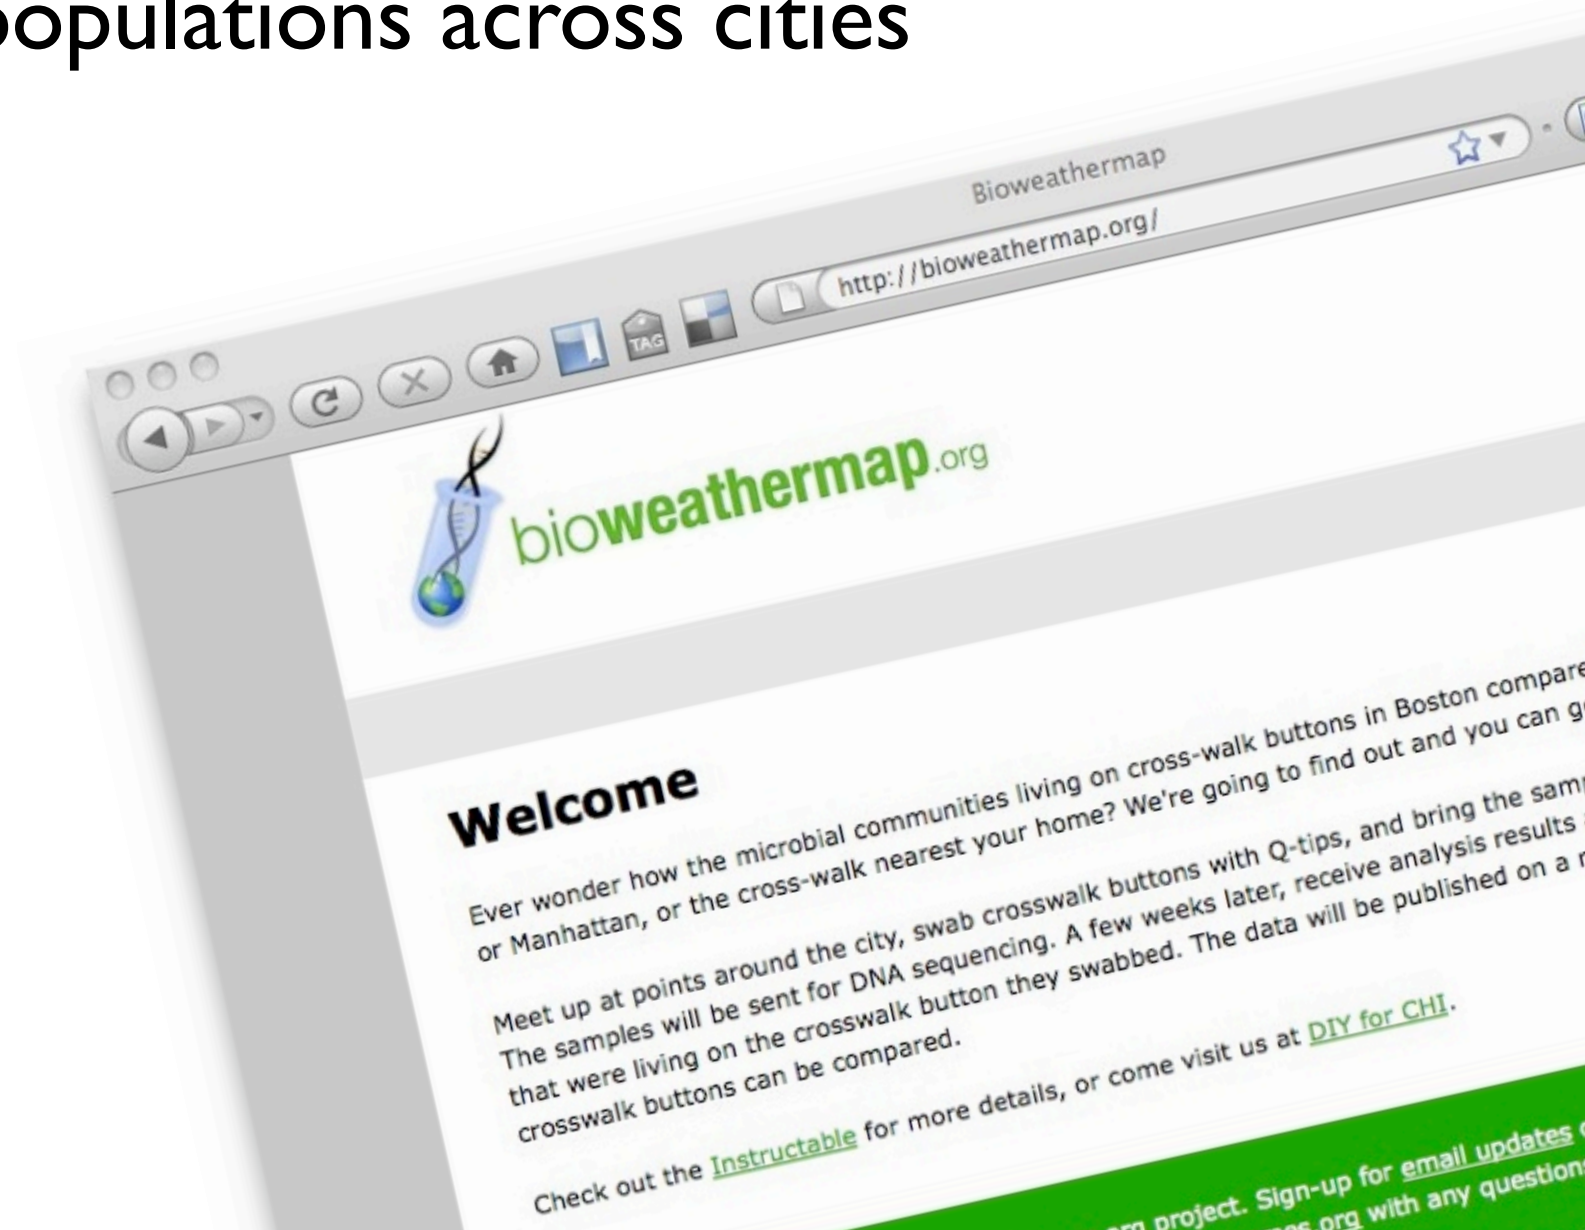 populations across cities
Bioweathermap
http://bioweathermap.org/
TAG
bioweathermap.org
Welcome
Ever wonder how the microbial communities living on cross-walk buttons in Boston compare
or Manhattan, or the cross-walk nearest your home? We're going to find out and you can
Meet up at points around the city, swab crosswalk buttons with Q-tips, and bring the
The samples will be sent for DNA sequencing. A few weeks later, receive analysis results
that were living on the crosswalk button they swabbed. The data will be published on a
crosswalk buttons can be compared.
Check out the Instructable for more details, or come visit us at DIY for CHI.
project. Sign-up for email updates
org with any questions